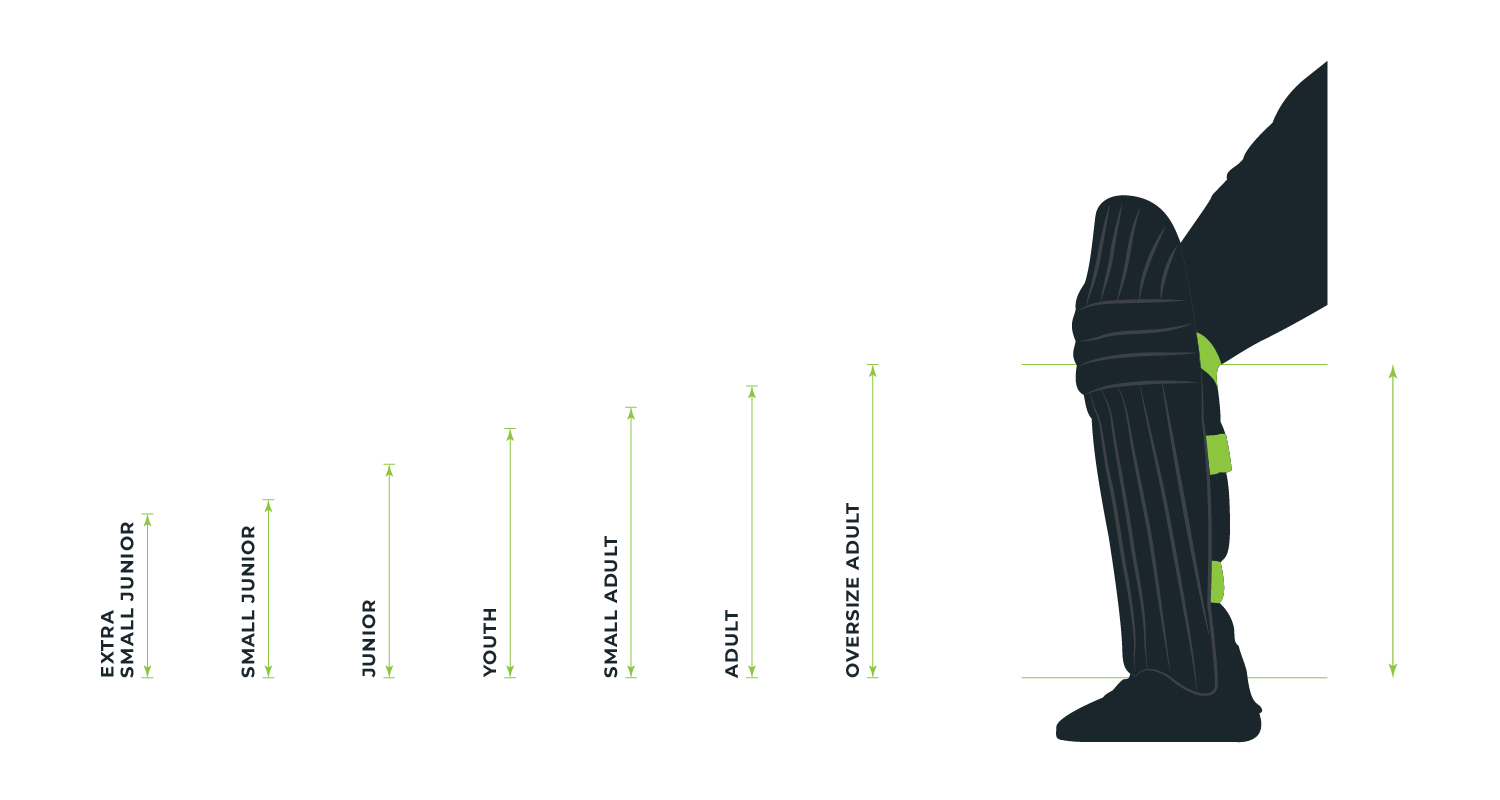 EXTRA
SMALL JUNIOR
SMALL JUNIOR
JUNIOR
YOUTH
SMALL ADULT
ADULT
OVERSIZE ADULT